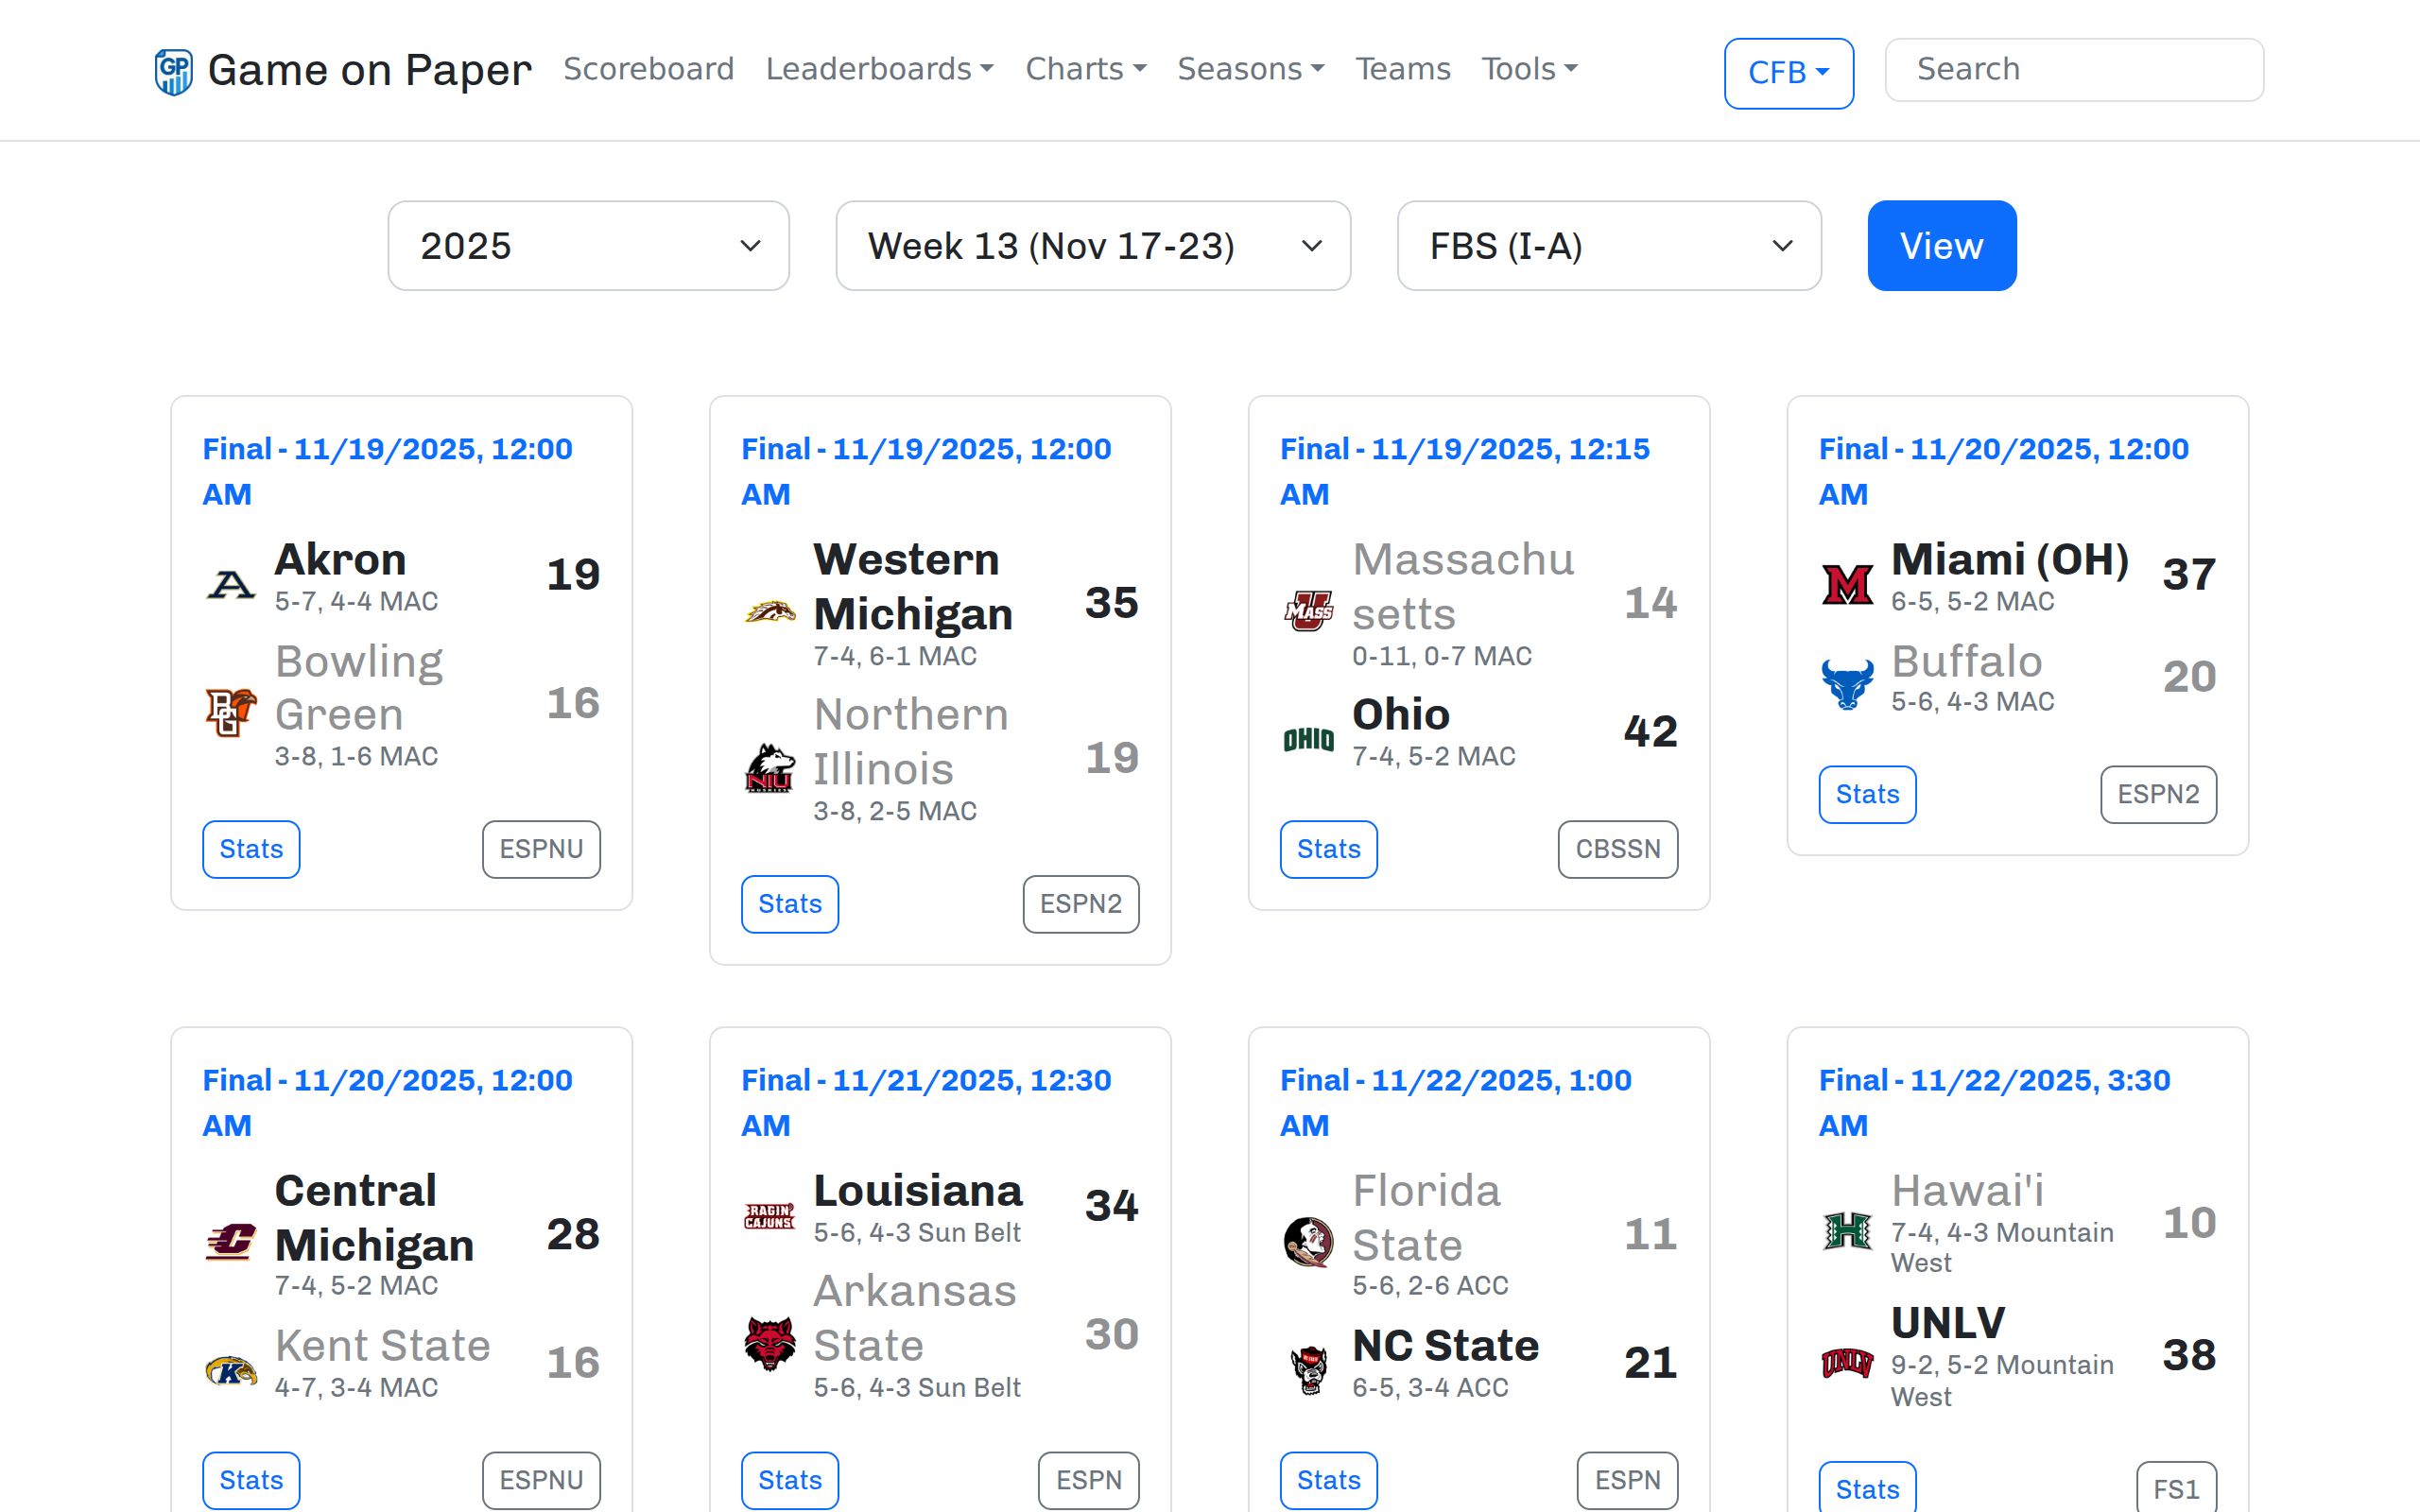 GP Game on Paper Scoreboard Leaderboards Charts Seasons Teams Tools CFB Search
2025 Week 13 (Nov 17-23) FBS (I-A) View
Final - 11/19/2025, 12:00
AM
Akron 19
5-7, 4-4 MAC
Bowling
Green 16
3-8, 1-6 MAC
Stats ESPNU
Final - 11/19/2025, 12:00
AM
Western
Michigan 35
7-4, 6-1 MAC
Northern
Illinois 19
3-8, 2-5 MAC
Stats ESPN2
Final - 11/19/2025, 12:15
AM
Massachu
setts 14
0-11, 0-7 MAC
Ohio 42
7-4, 5-2 MAC
Stats CBSSN
Final - 11/20/2025, 12:00
AM
Miami (OH) 37
6-5, 5-2 MAC
Buffalo 20
5-6, 4-3 MAC
Stats ESPN2
Final - 11/20/2025, 12:00
AM
Central
Michigan 28
7-4, 5-2 MAC
Kent State 16
4-7, 3-4 MAC
Stats ESPNU
Final - 11/21/2025, 12:30
AM
Louisiana 34
5-6, 4-3 Sun Belt
Arkansas
State 30
5-6, 4-3 Sun Belt
Stats ESPN
Final - 11/22/2025, 1:00
AM
Florida
State 11
5-6, 2-6 ACC
NC State 21
6-5, 3-4 ACC
Stats ESPN
Final - 11/22/2025, 3:30
AM
Hawai'i 10
7-4, 4-3 Mountain
West
UNLV 38
9-2, 5-2 Mountain
West
Stats FS1